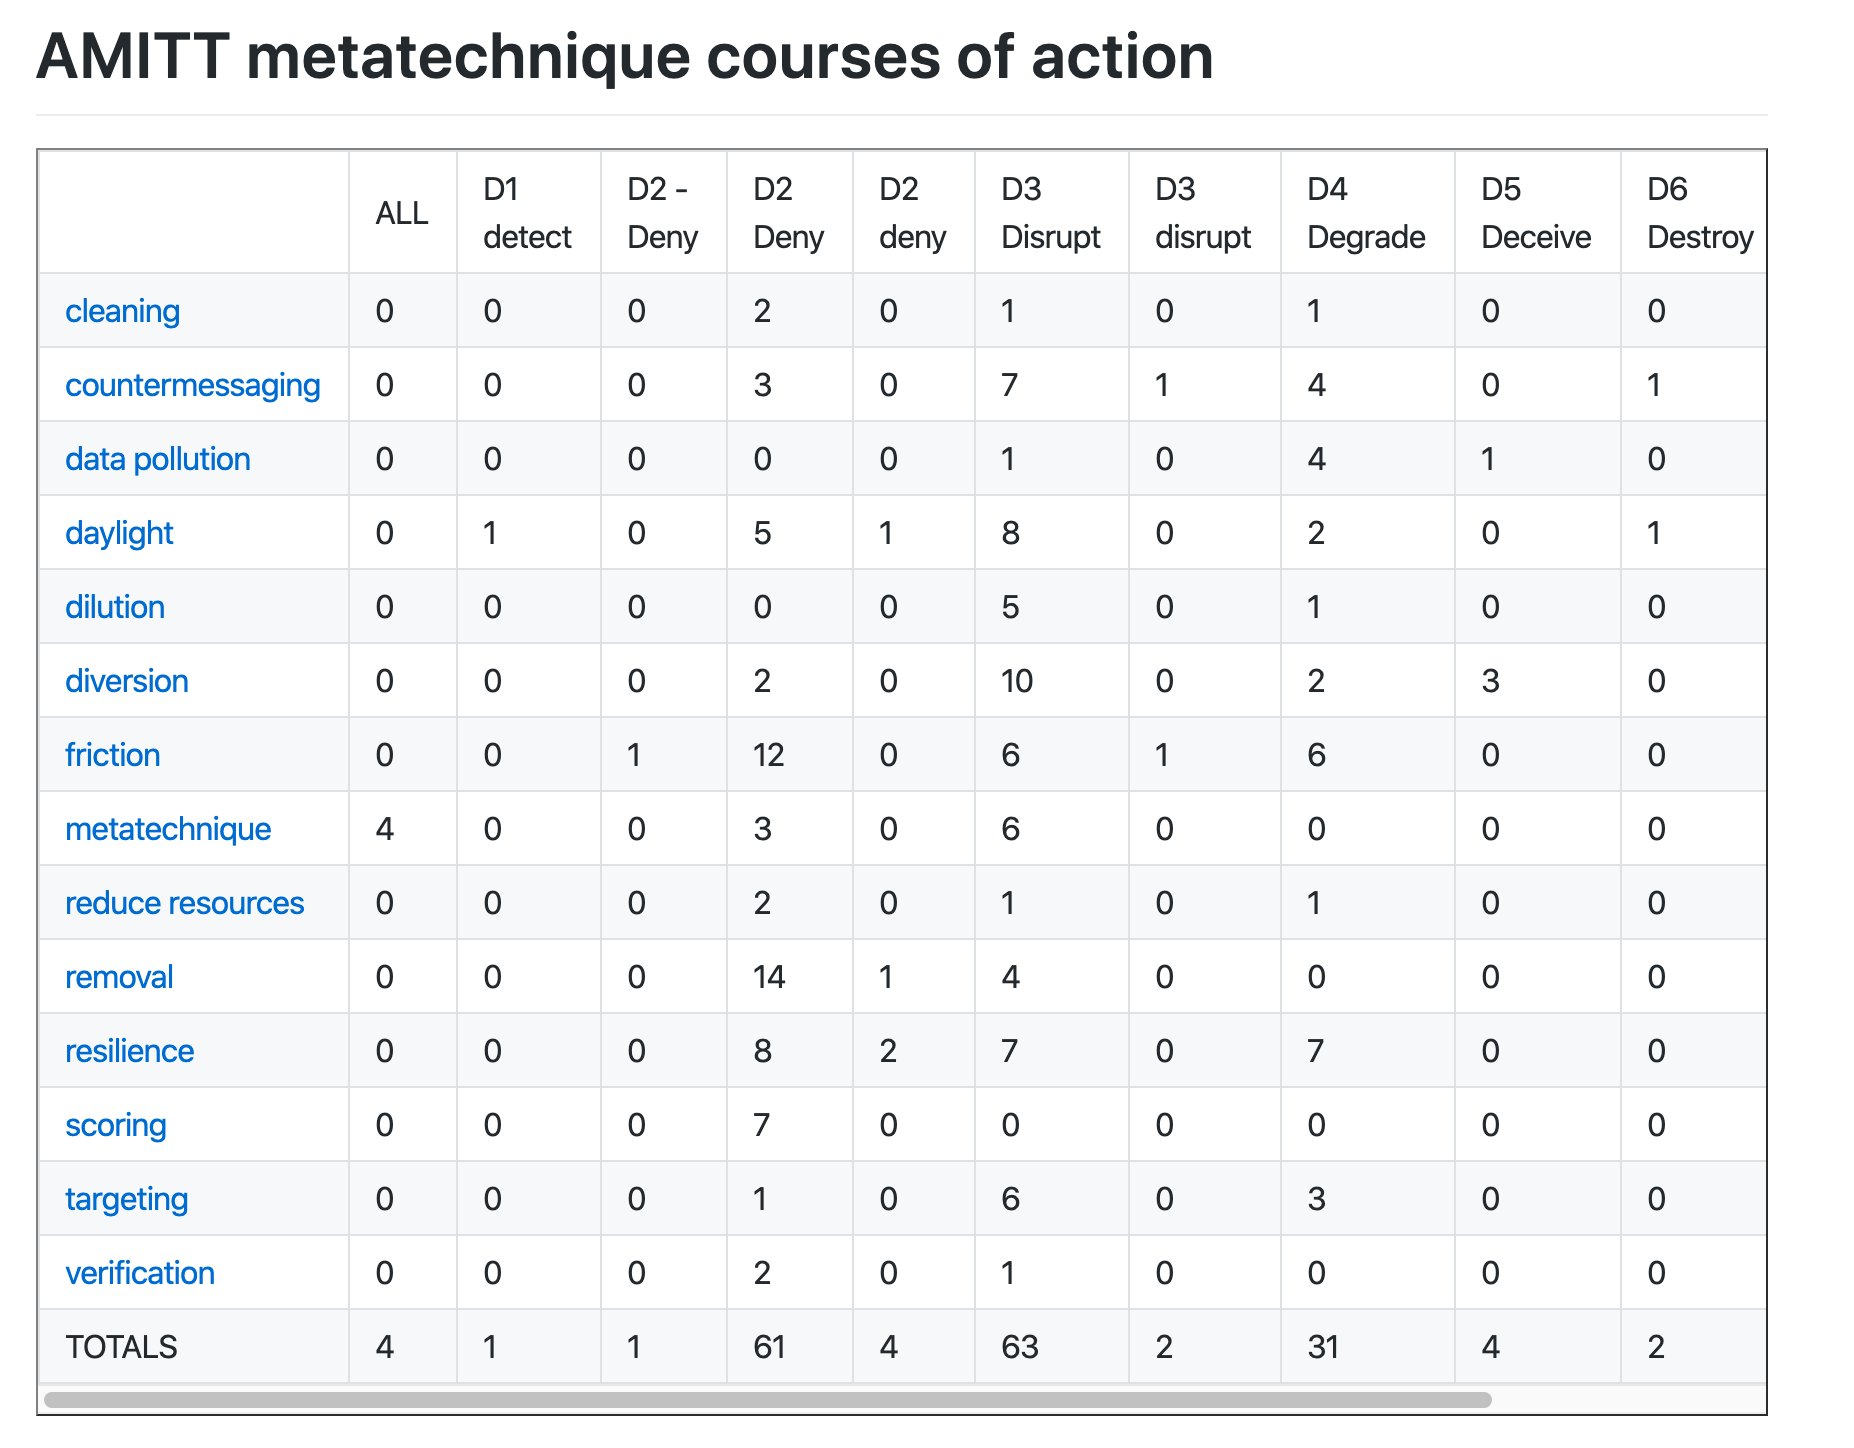 AMITT metatechnique courses of action
ALL D1 detect D2 - Deny D2 Deny D2 deny D3 Disrupt D3 disrupt D4 Degrade D5 Deceive D6 Destroy
cleaning 0 0 0 2 0 1 0 1 0 0
countermessaging 0 0 0 3 0 7 1 4 0 1
data pollution 0 0 0 0 0 1 0 4 1 0
daylight 0 1 0 5 1 8 0 2 0 1
dilution 0 0 0 0 0 5 0 1 0 0
diversion 0 0 0 2 0 10 0 2 3 0
friction 0 0 1 12 0 6 1 6 0 0
metatechnique 4 0 0 3 0 6 0 0 0 0
reduce resources 0 0 0 2 0 1 0 1 0 0
removal 0 0 0 14 1 4 0 0 0 0
resilience 0 0 0 8 2 7 0 7 0 0
scoring 0 0 0 7 0 0 0 0 0 0
targeting 0 0 0 1 0 6 0 3 0 0
verification 0 0 0 2 0 1 0 0 0 0
TOTALS 4 1 1 61 4 63 2 31 4 2